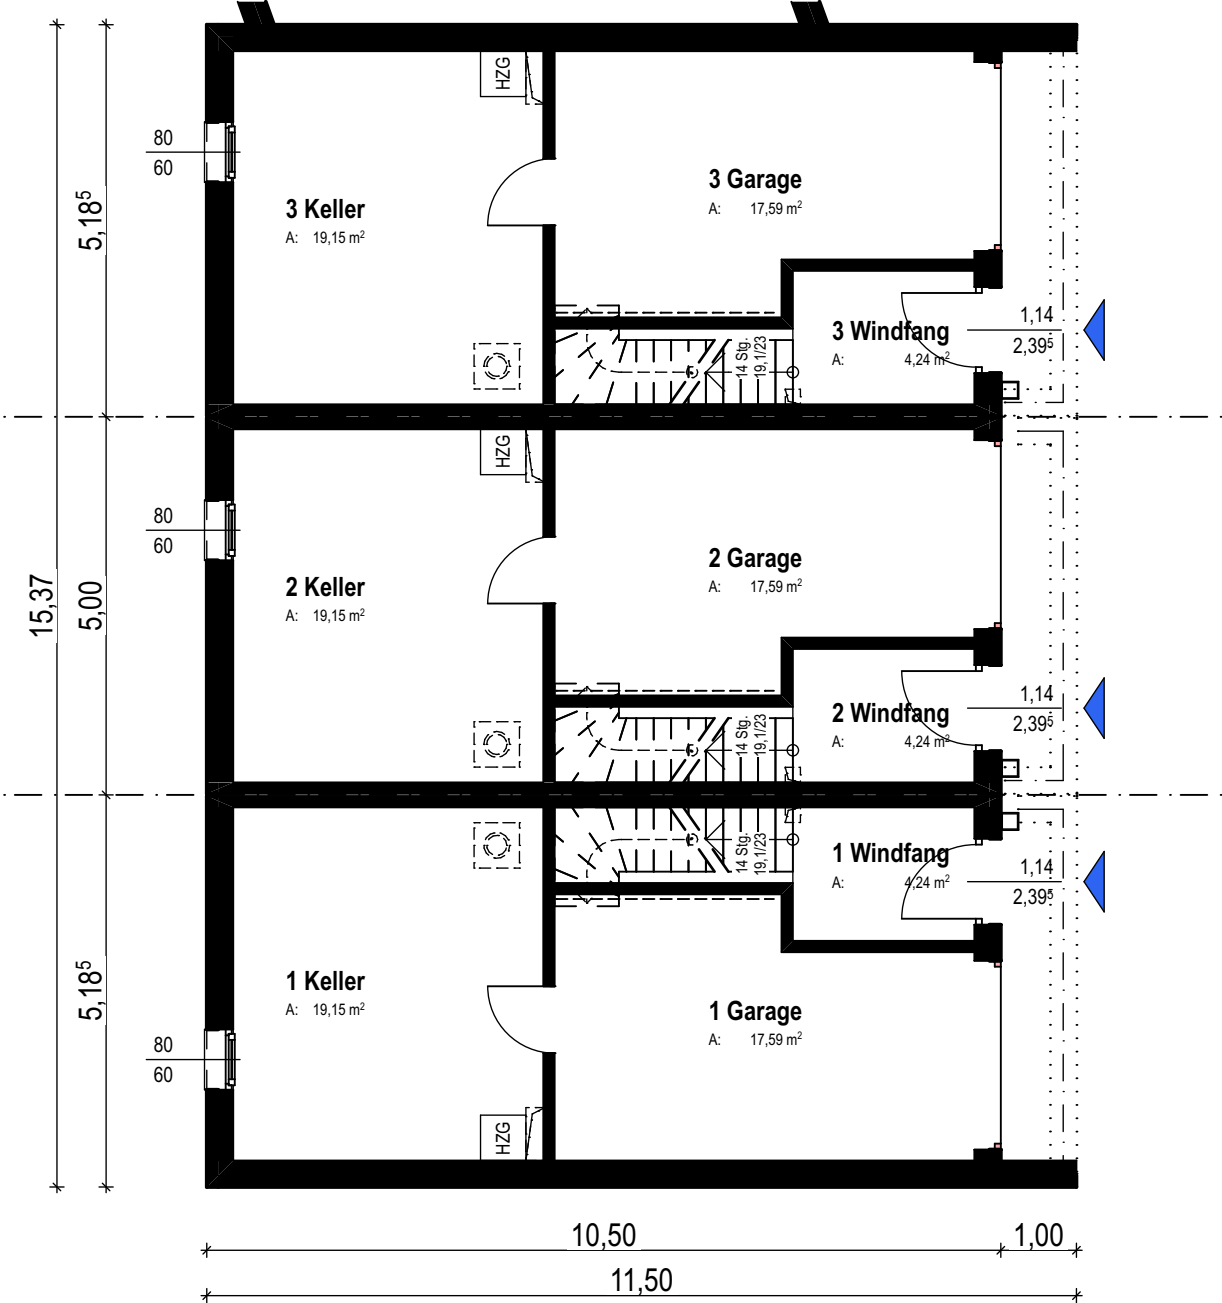 HZG
80
60
3 Keller
A: 19,15 m²
3 Garage
A: 17,59 m²
5,18⁵
14 Stg.
19,1/23
3 Windfang
A: 4,24 m²
1,14
2,39⁵
HZG
80
60
2 Keller
A: 19,15 m²
2 Garage
A: 17,59 m²
15,37
5,00
14 Stg.
19,1/23
2 Windfang
A: 4,24 m²
1,14
2,39⁵
14 Stg.
19,1/23
1 Windfang
A: 4,24 m²
1,14
2,39⁵
5,18⁵
1 Keller
A: 19,15 m²
1 Garage
A: 17,59 m²
80
60
HZG
10,50
1,00
11,50